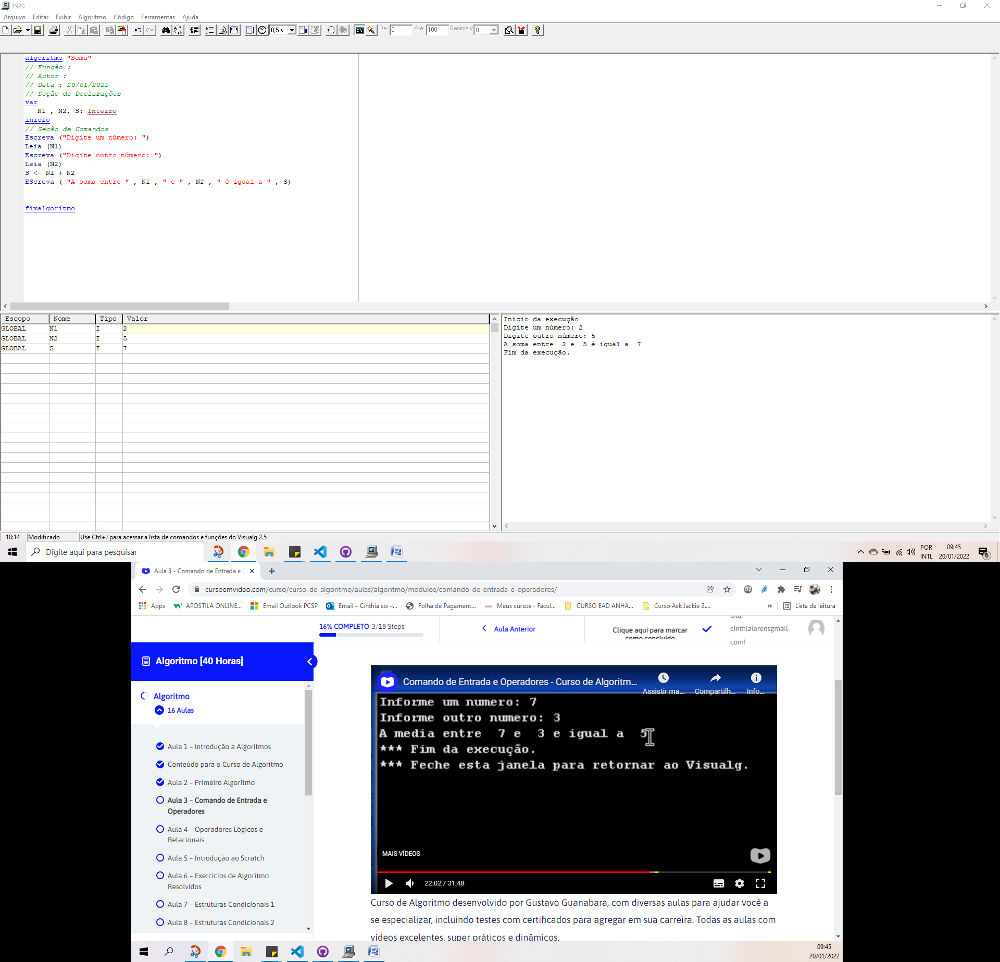 1920
Arquivo Editar Exibir Algoritmo Código Ferramentas Ajuda
0,5 s De: 0 Até: 100 Decimais: 0
algoritmo "Soma"
// Função :
// Autor :
// Data : 20/01/2022
// Seção de Declarações
var
N1 , N2, S: Inteiro
inicio
// Seção de Comandos
Escreva ("Digite um número: ")
Leia (N1)
Escreva ("Digite outro número: ")
Leia (N2)
S <- N1 + N2
EScreva ( "A soma entre " , N1 , " e " , N2 , " é igual a " , S)
fimalgoritmo
Escopo Nome Tipo Valor
GLOBAL N1 I 2
GLOBAL N2 I 5
GLOBAL S I 7
Início da execução
Digite um número: 2
Digite outro número: 5
A soma entre  2 e  5 é igual a  7
Fim da execução.
18:14 Modificado Use Ctrl+J para acessar a lista de comandos e funções do Visualg 2.5
Digite aqui para pesquisar
POR
INTL
09:45
20/01/2022
6
Aula 3 - Comando de Entrada e
cursoemvideo.com/curso/curso-de-algoritmo/aulas/algoritmo/modulos/comando-de-entrada-e-operadores/
Apps APOSTILA ONLINE... Email Outlook PCSP Email – Cinthia εïз –... Folha de Pagament... Meus cursos - Facul... CURSO EAD ANHA... Curso Ask Jackie 2.... » Lista de leitura
16% COMPLETO 3/18 Steps
Aula Anterior
Clique aqui para marcar
como concluído
Olá,
cinthialorensgmail-
com!
Algoritmo [40 Horas]
Algoritmo
16 Aulas
Aula 1 – Introdução a Algoritmos
Conteúdo para o Curso de Algoritmo
Aula 2 – Primeiro Algoritmo
Aula 3 – Comando de Entrada e
Operadores
Aula 4 – Operadores Lógicos e
Relacionais
Aula 5 – Introdução ao Scratch
Aula 6 – Exercícios de Algoritmo
Resolvidos
Aula 7 – Estruturas Condicionais 1
Aula 8 – Estruturas Condicionais 2
Comando de Entrada e Operadores - Curso de Algoritm...
Assistir ma... Compartilh... Info...
Informe um numero: 7
Informe outro numero: 3
A media entre  7 e  3 e igual a  5
*** Fim da execução.
*** Feche esta janela para retornar ao Visualg.
MAIS VÍDEOS
22:02 / 31:48
Curso de Algoritmo desenvolvido por Gustavo Guanabara, com diversas aulas para ajudar você a
se especializar, incluindo testes com certificados para agregar em sua carreira. Todas as aulas com
vídeos excelentes, super práticos e dinâmicos.
09:45
20/01/2022